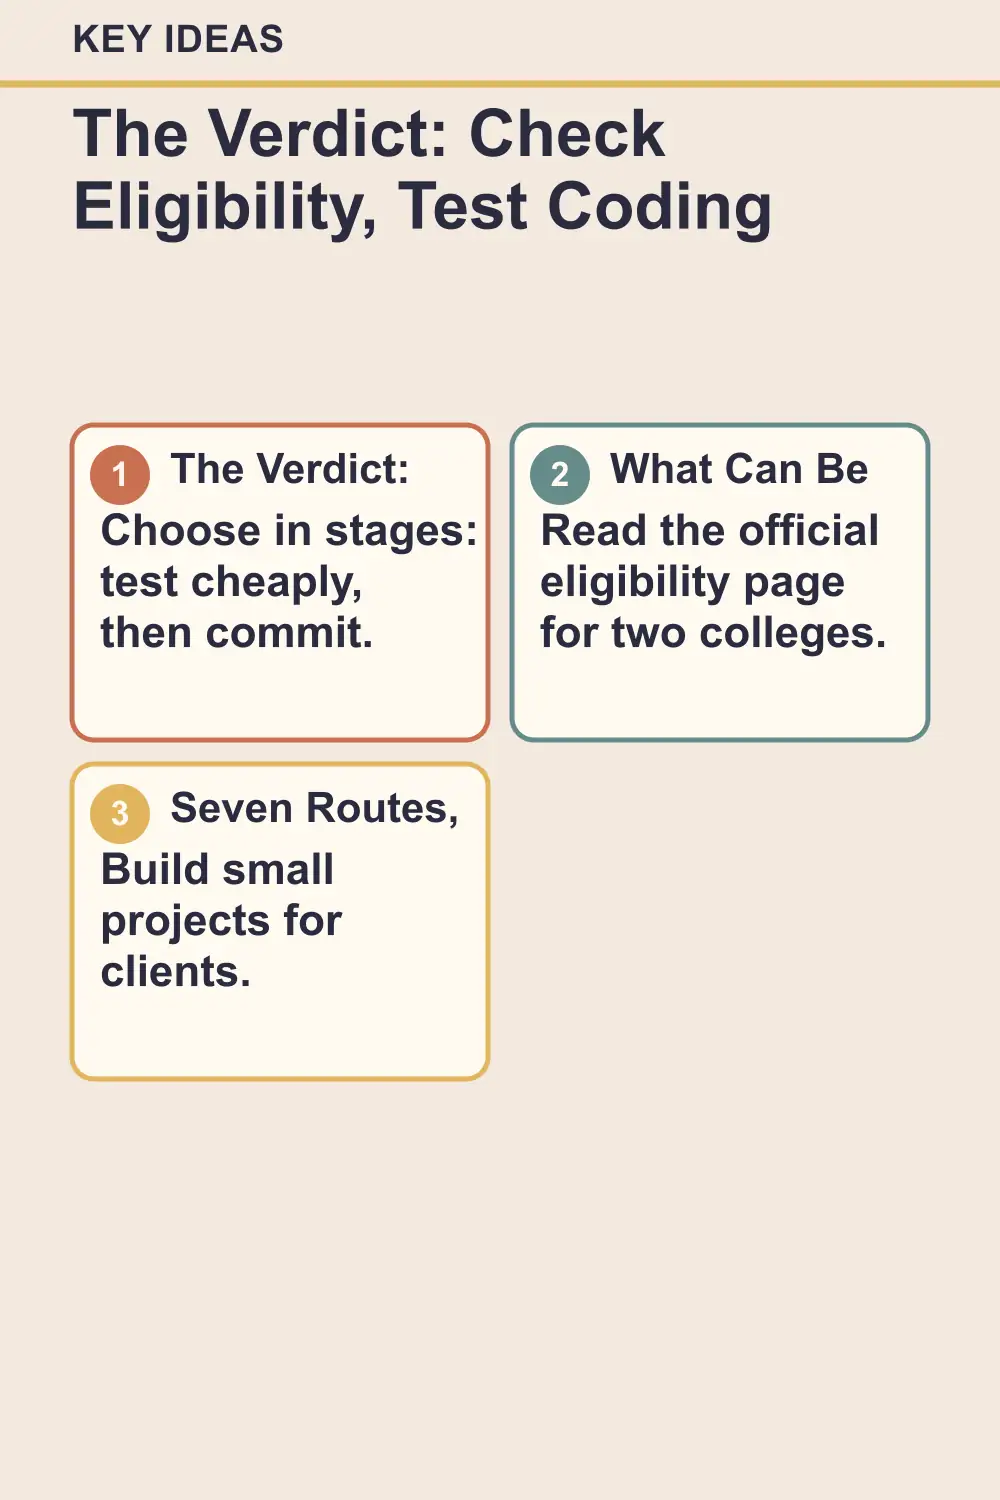 KEY IDEAS
The Verdict: Check
Eligibility, Test Coding
1 The Verdict:
Choose in stages:
test cheaply,
then commit.
2 What Can Be
Read the official
eligibility page
for two colleges.
3 Seven Routes,
Build small
projects for
clients.